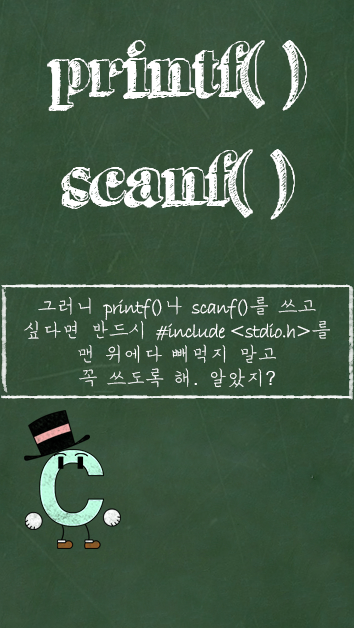 printf( )
scanf( )
그러니 printf()나 scanf()를 쓰고
싶다면 반드시 #include <stdio.h>를
맨 위에다 빼먹지 말고
꼭 쓰도록 해. 알았지?
C